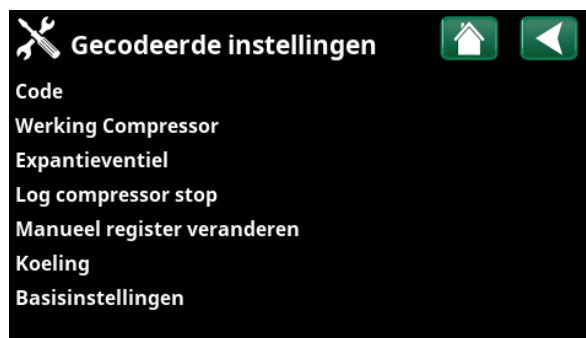 Gecodeerde instellingen
Code
Werking Compressor
Expantieventiel
Log compressor stop
Manueel register veranderen
Koeling
Basisinstellingen